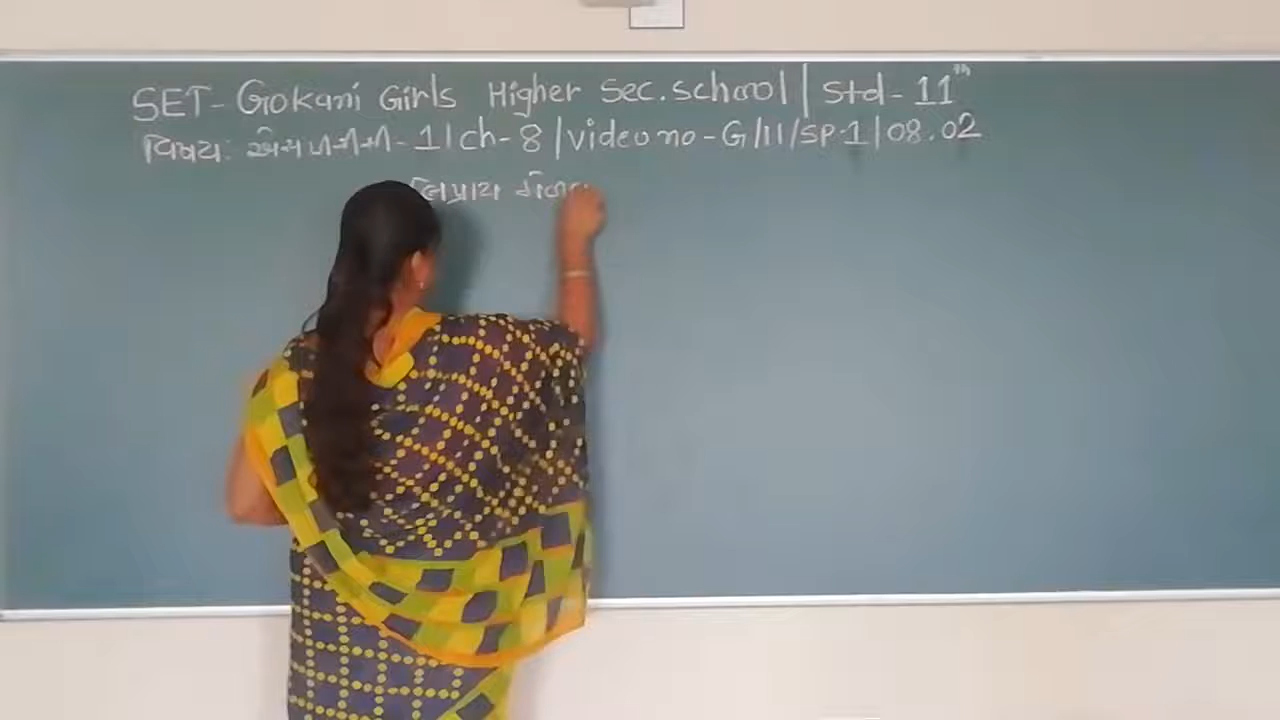 SET- Gokani Girls Higher Sec. School | Std - 11th
વિષય: એસ.પી.સી.સી - 1 | ch - 8 | video no - G/11/SP-1 | 08.02